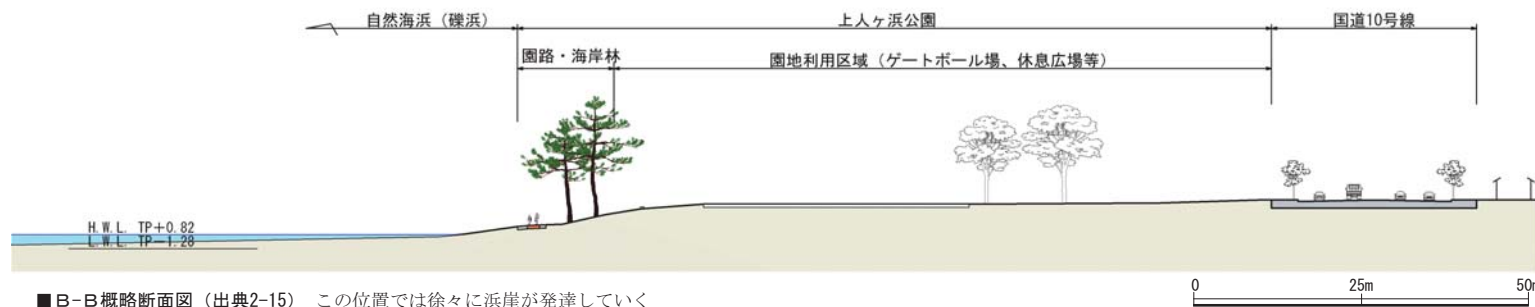 自然海浜（礫浜）
上人ヶ浜公園
国道10号線
園路・海岸林
園地利用区域（ゲートボール場、休息広場等）
H.W.L. TP+0.82
L.W.L. TP-1.28
■B-B概略断面図（出典2-15） この位置では徐々に浜岸が発達していく
0 25m 50m